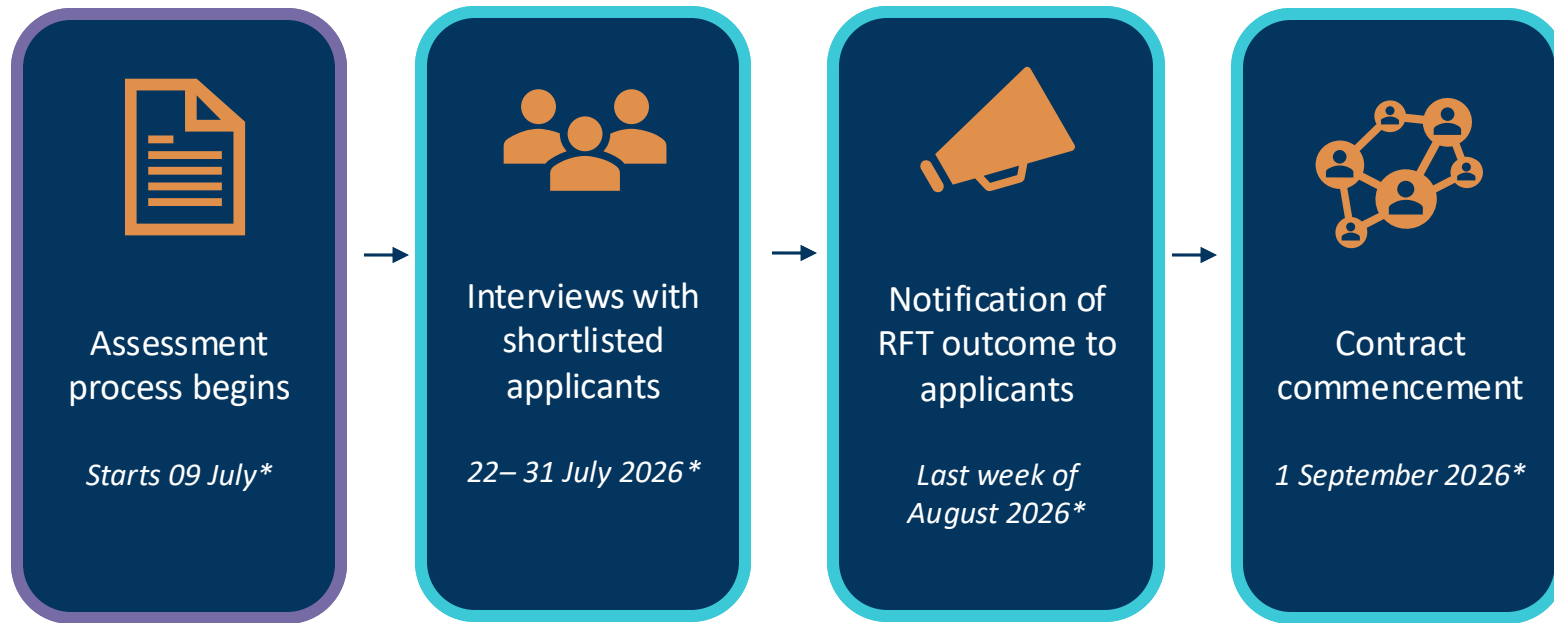 Assessment
process begins
Starts 09 July*
Interviews with
shortlisted
applicants
22– 31 July 2026*
Notification of
RFT outcome to
applicants
Last week of
August 2026*
Contract
commencement
1 September 2026*